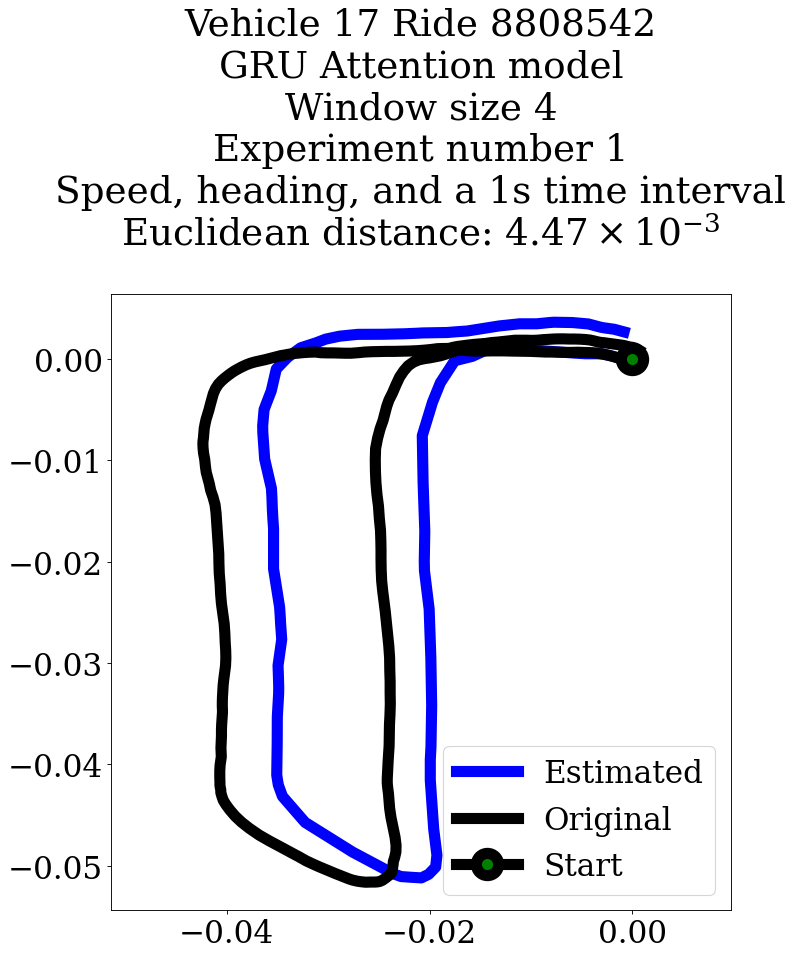 Vehicle 17 Ride 8808542
GRU Attention model
Window size 4
Experiment number 1
Speed, heading, and a 1s time interval
Euclidean distance: 4.47 × 10⁻³
0.00
−0.01
−0.02
−0.03
−0.04
−0.05
Estimated
Original
Start
−0.04
−0.02
0.00